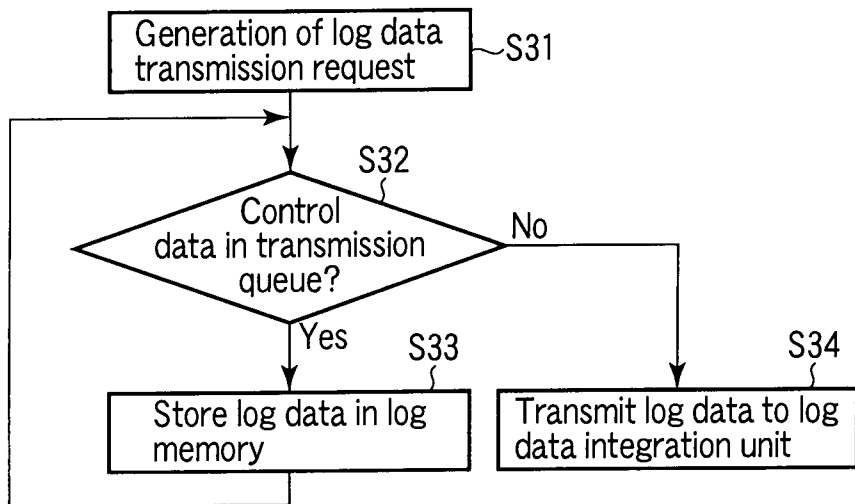 Generation of log data
transmission request
S31
S32
Control
data in transmission
queue?
No
Yes
S33
S34
Store log data in log
memory
Transmit log data to log
data integration unit